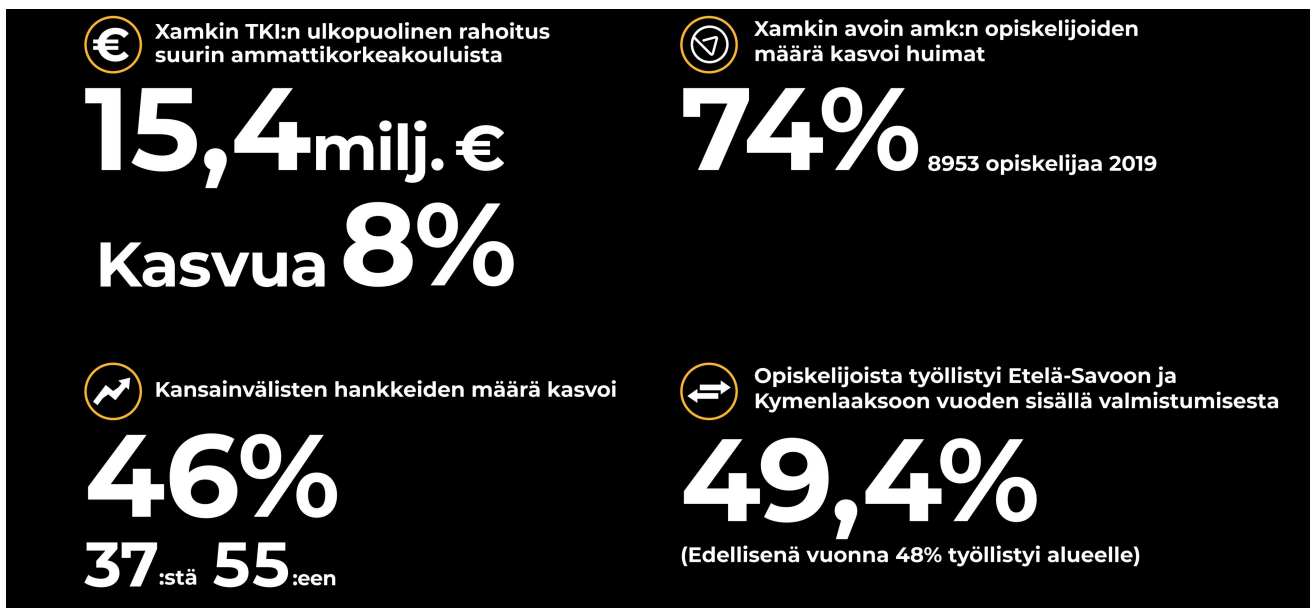 Xamkin TKI:n ulkopuolinen rahoitus
suurin ammattikorkeakouluista
15,4 milj. €
Kasvua 8%
Xamkin avoin amk:n opiskelijoiden
määrä kasvoi huimat
74% 8953 opiskelijaa 2019
Kansainvälisten hankkeiden määrä kasvoi
46%
37:stä 55:een
Opiskelijoista työllistyi Etelä-Savoon ja
Kymenlaaksoon vuoden sisällä valmistumisesta
49,4%
(Edellisenä vuonna 48% työllistyi alueelle)